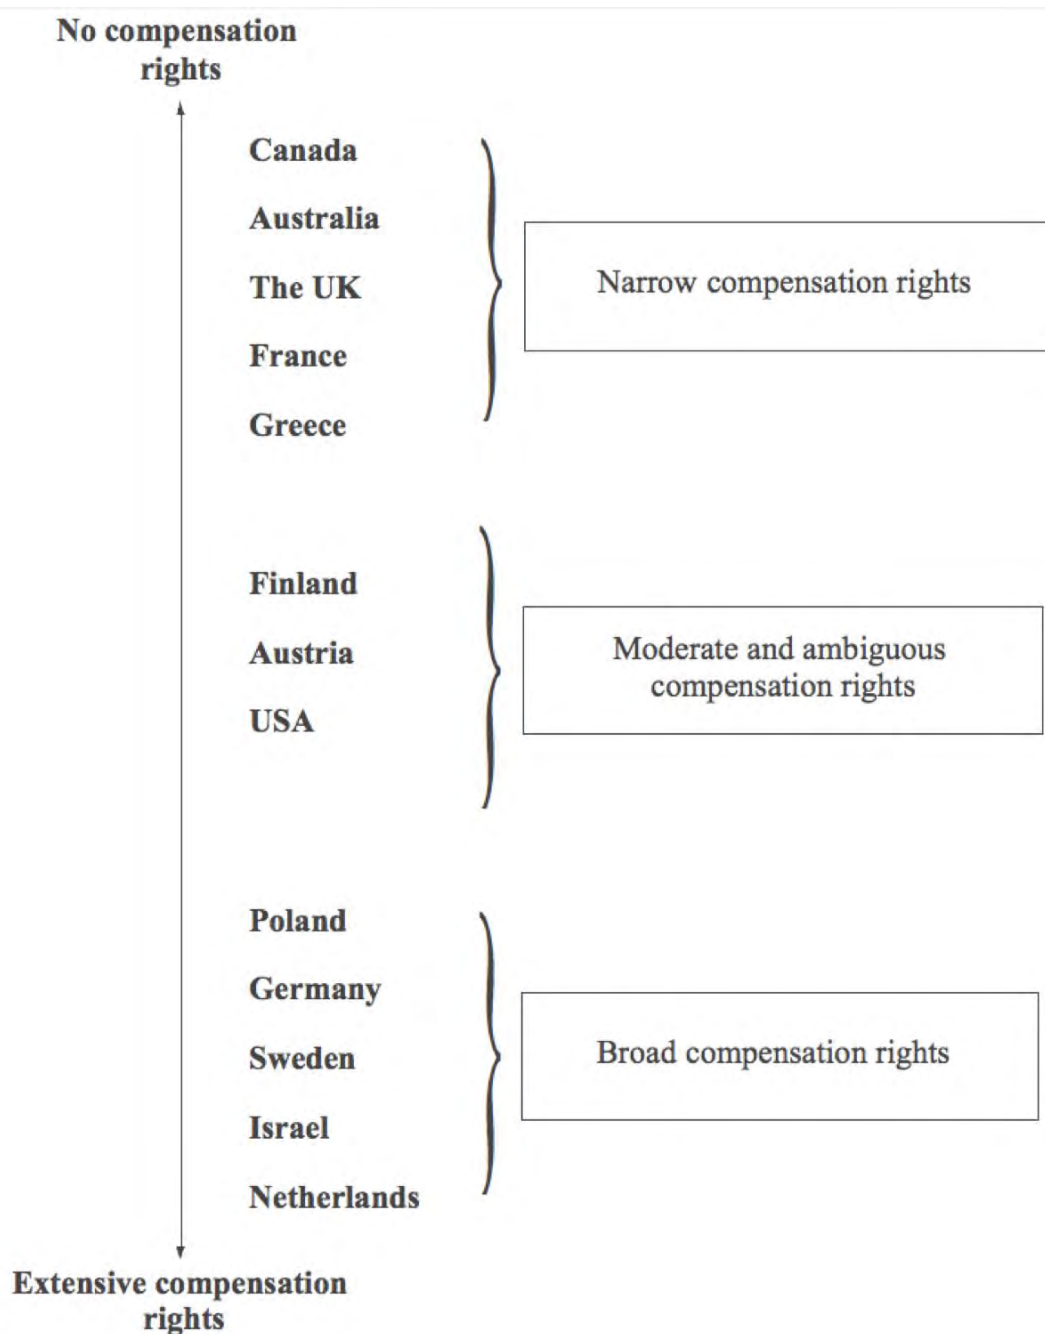 No compensation
rights
Canada
Australia
The UK
France
Greece
Narrow compensation rights
Finland
Austria
USA
Moderate and ambiguous
compensation rights
Poland
Germany
Sweden
Israel
Netherlands
Broad compensation rights
Extensive compensation
rights